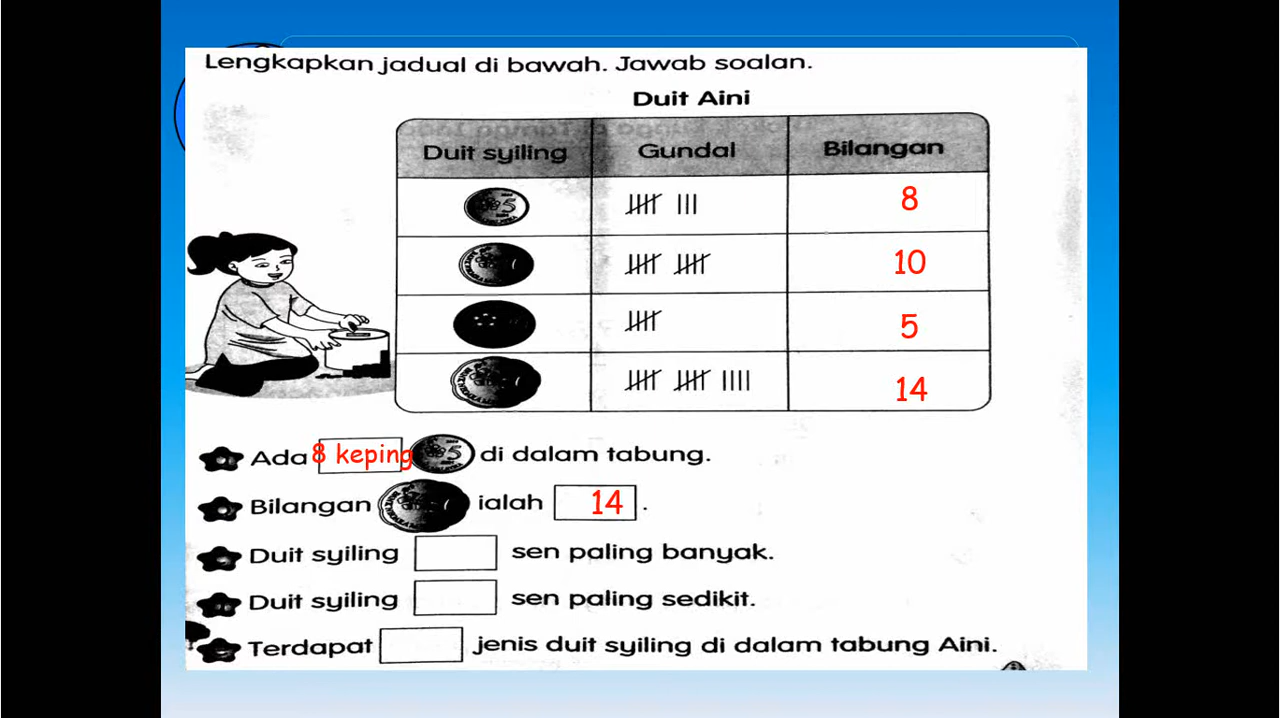 Lengkapkan jadual di bawah. Jawab soalan.
Duit Aini
Duit syiling Gundal Bilangan
5 8
10
5
14
Ada 8 keping 5 di dalam tabung.
Bilangan ialah 14.
Duit syiling sen paling banyak.
Duit syiling sen paling sedikit.
Terdapat jenis duit syiling di dalam tabung Aini.